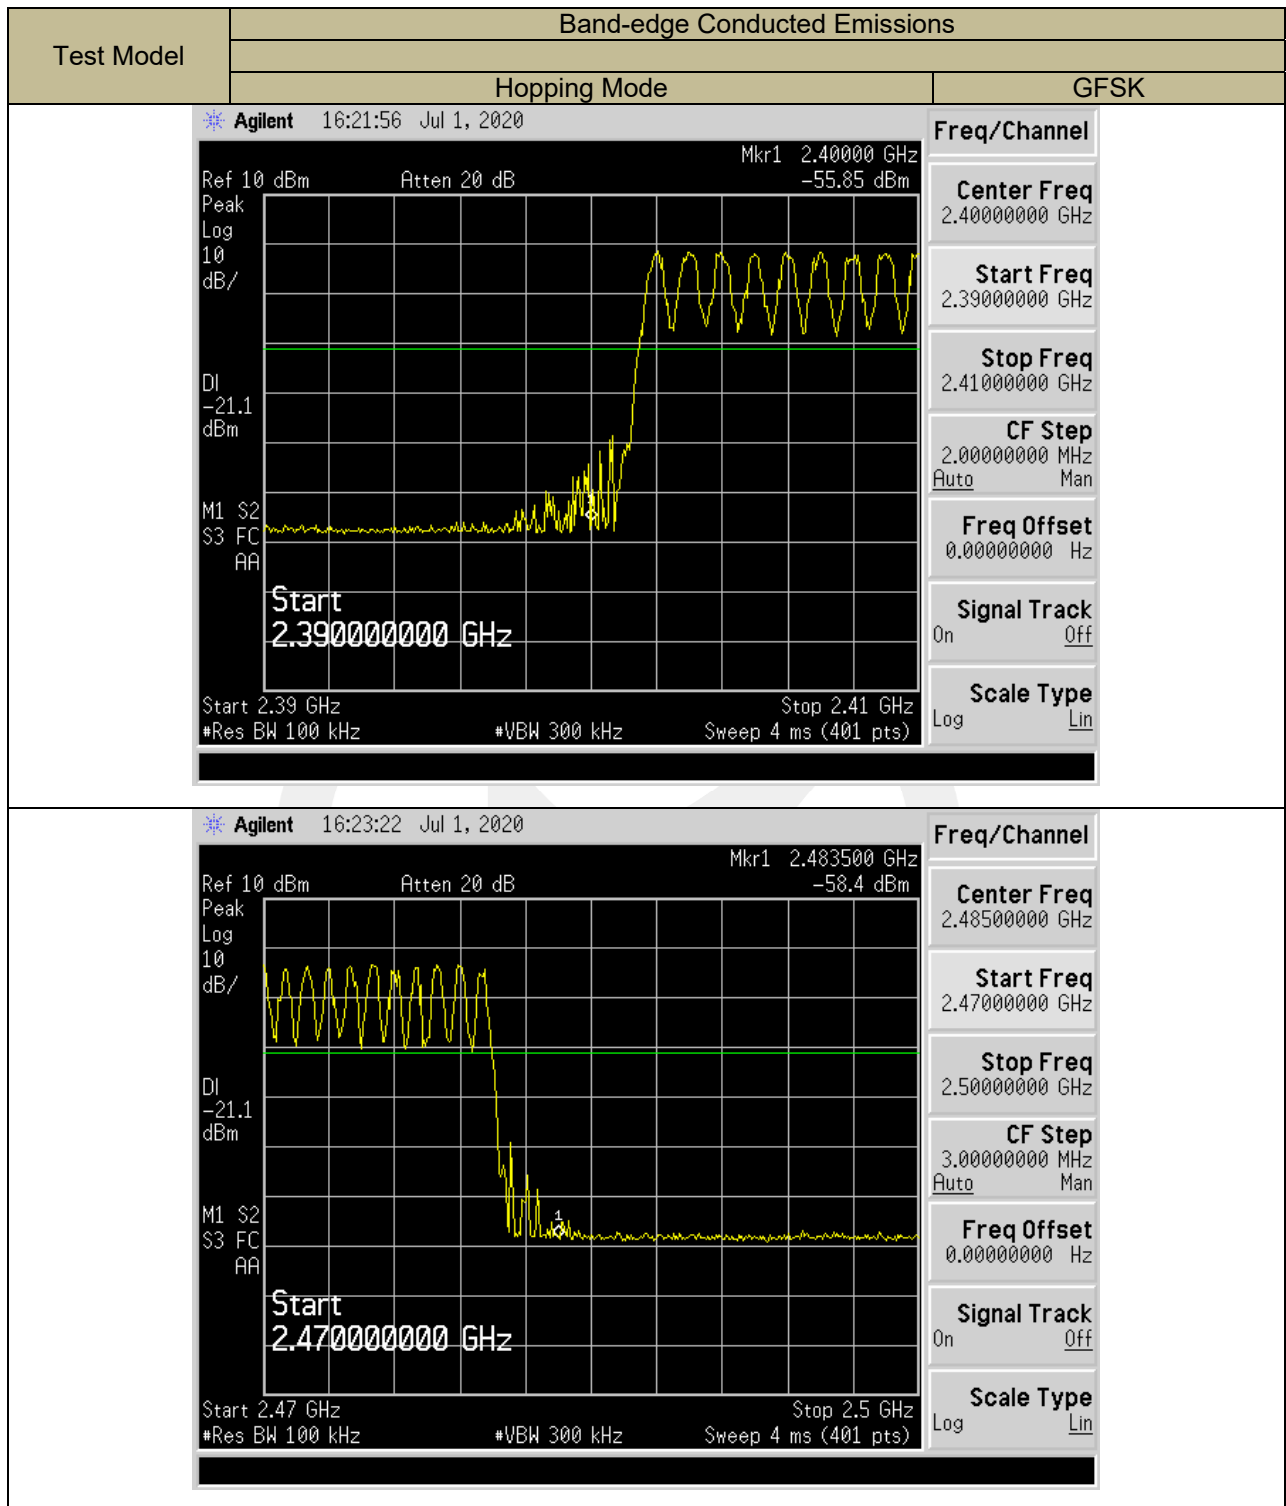 Test Model
Band-edge Conducted Emissions
Hopping Mode
GFSK
Agilent 16:21:56 Jul 1, 2020
Freq/Channel
Mkr1 2.40000 GHz
Ref 10 dBm Atten 20 dB -55.85 dBm
Peak
Log
10
dB/
DI
-21.1
dBm
M1 S2
S3 FC
AA
1
Start
2.390000000 GHz
Start 2.39 GHz Stop 2.41 GHz
#Res BW 100 kHz #VBW 300 kHz Sweep 4 ms (401 pts)
Center Freq
2.40000000 GHz
Start Freq
2.39000000 GHz
Stop Freq
2.41000000 GHz
CF Step
2.00000000 MHz
Auto Man
Freq Offset
0.00000000 Hz
Signal Track
On Off
Scale Type
Log Lin
Agilent 16:23:22 Jul 1, 2020
Freq/Channel
Mkr1 2.483500 GHz
Ref 10 dBm Atten 20 dB -58.4 dBm
Peak
Log
10
dB/
DI
-21.1
dBm
M1 S2
S3 FC
AA
1
Start
2.470000000 GHz
Start 2.47 GHz Stop 2.5 GHz
#Res BW 100 kHz #VBW 300 kHz Sweep 4 ms (401 pts)
Center Freq
2.48500000 GHz
Start Freq
2.47000000 GHz
Stop Freq
2.50000000 GHz
CF Step
3.00000000 MHz
Auto Man
Freq Offset
0.00000000 Hz
Signal Track
On Off
Scale Type
Log Lin